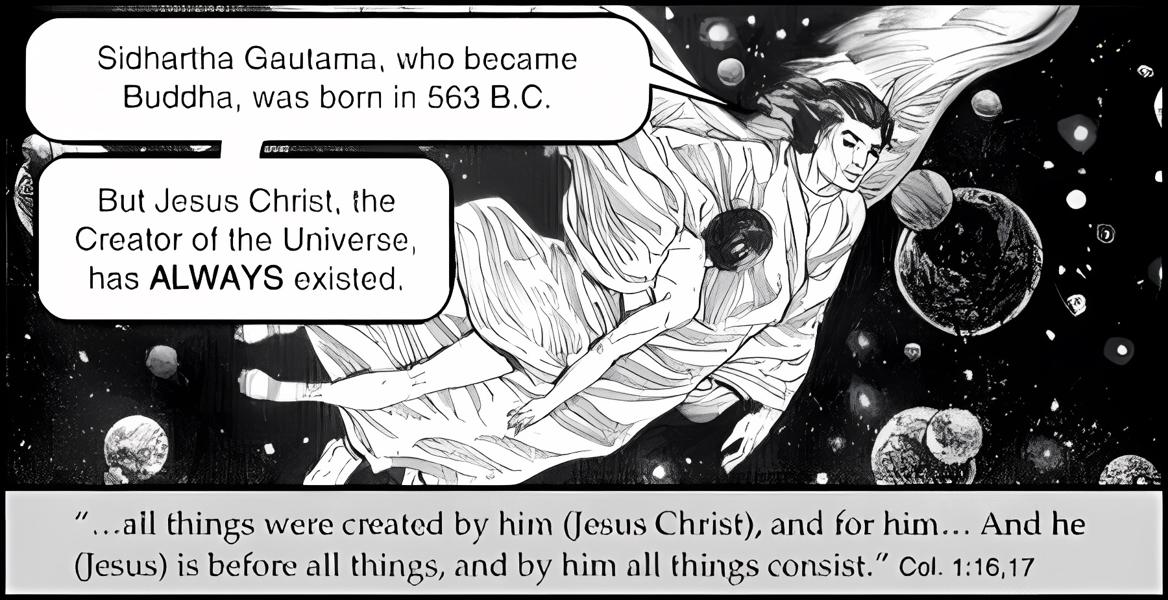 Sidhartha Gautama, who became
Buddha, was born in 563 B.C.
But Jesus Christ, the
Creator of the Universe,
has ALWAYS existed.
"...all things were created by him (Jesus Christ), and for him... And he
(Jesus) is before all things, and by him all things consist." Col. 1:16,17